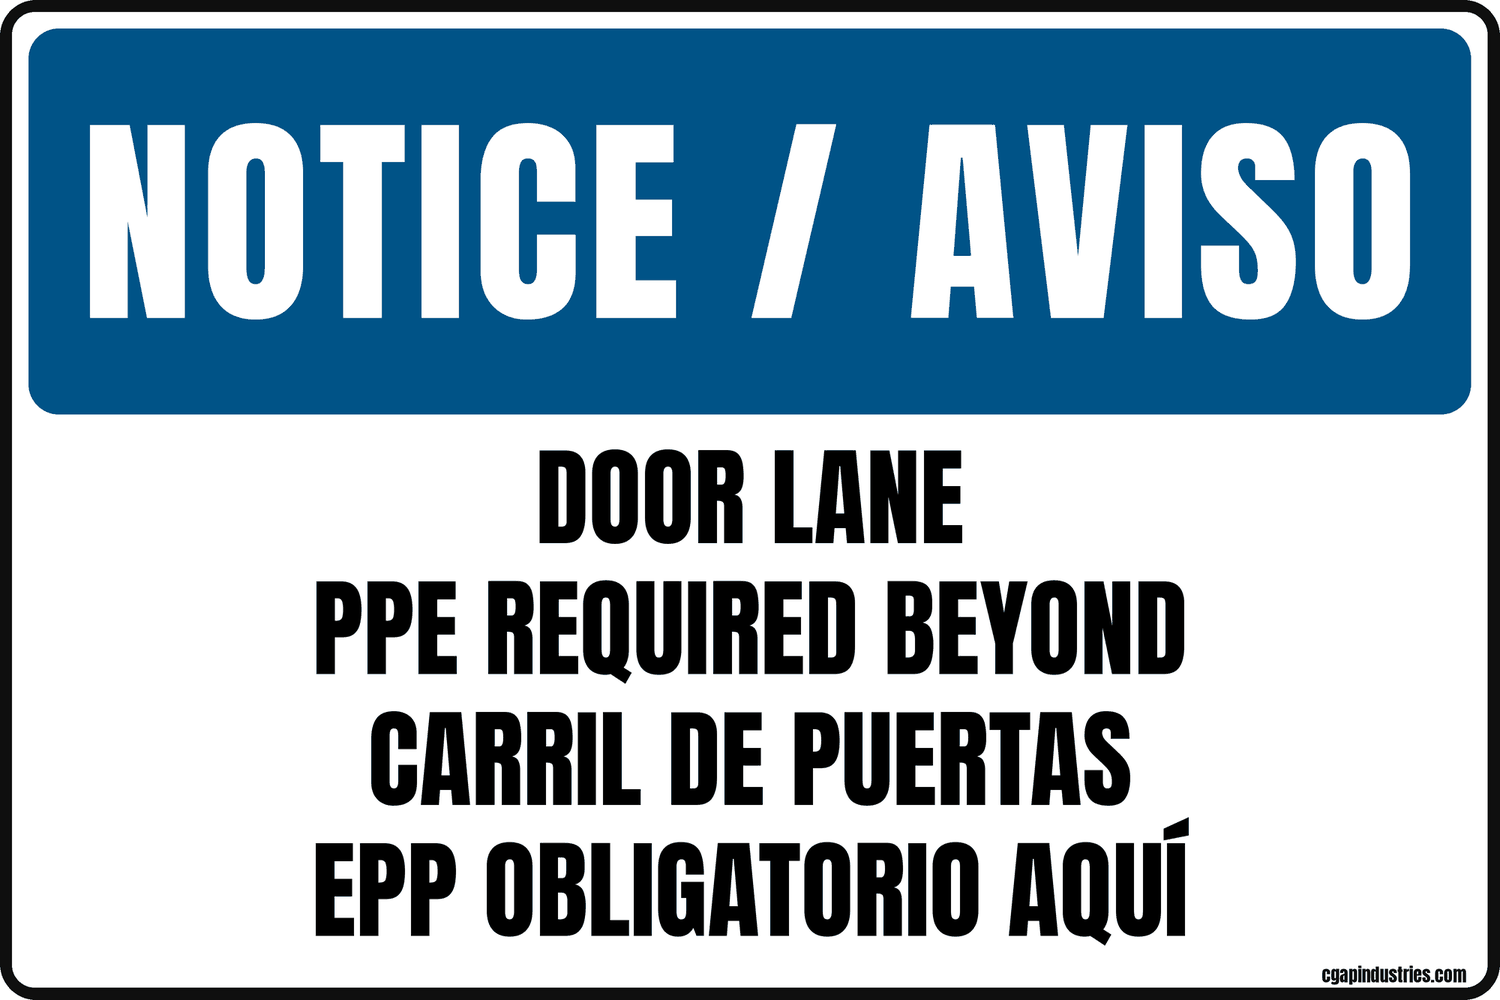 NOTICE / AVISO
DOOR LANE
PPE REQUIRED BEYOND
CARRIL DE PUERTAS
EPP OBLIGATORIO AQUÍ
cgapindustries.com